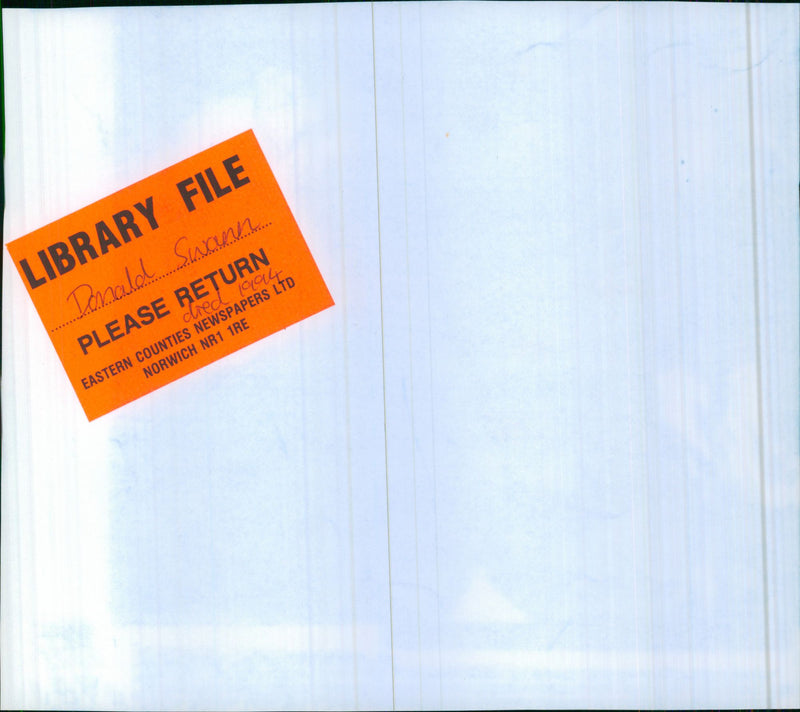 LIBRARY FILE
Donald Swann
PLEASE RETURN
died 1994
EASTERN COUNTIES NEWSPAPERS LTD
NORWICH NR1 1RE